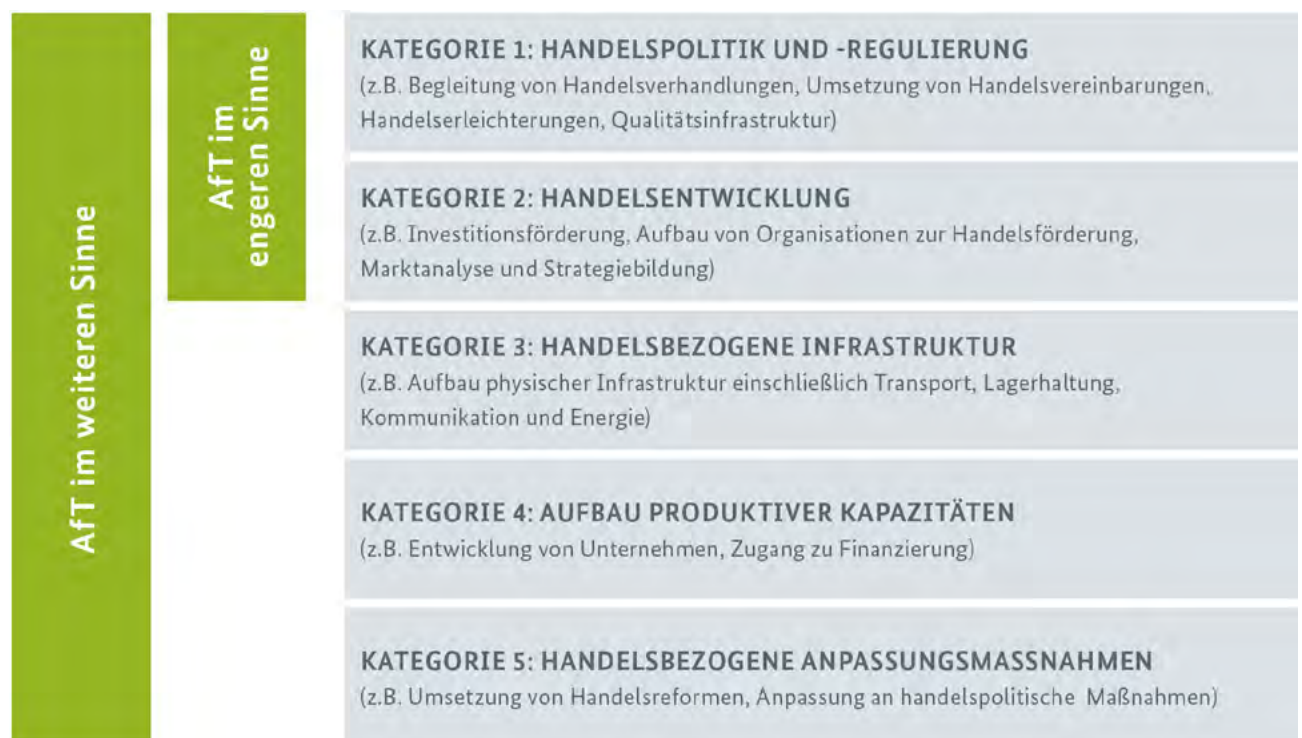 AfT im weiteren Sinne
AfT im
engeren Sinne
KATEGORIE 1: HANDELSPOLITIK UND -REGULIERUNG
(z.B. Begleitung von Handelsverhandlungen, Umsetzung von Handelsvereinbarungen,
Handelserleichterungen, Qualitätsinfrastruktur)
KATEGORIE 2: HANDELSENTWICKLUNG
(z.B. Investitionsförderung, Aufbau von Organisationen zur Handelsförderung,
Marktanalyse und Strategiebildung)
KATEGORIE 3: HANDELSBEZOGENE INFRASTRUKTUR
(z.B. Aufbau physischer Infrastruktur einschließlich Transport, Lagerhaltung,
Kommunikation und Energie)
KATEGORIE 4: AUFBAU PRODUKTIVER KAPAZITÄTEN
(z.B. Entwicklung von Unternehmen, Zugang zu Finanzierung)
KATEGORIE 5: HANDELSBEZOGENE ANPASSUNGSMASSNAHMEN
(z.B. Umsetzung von Handelsreformen, Anpassung an handelspolitische Maßnahmen)